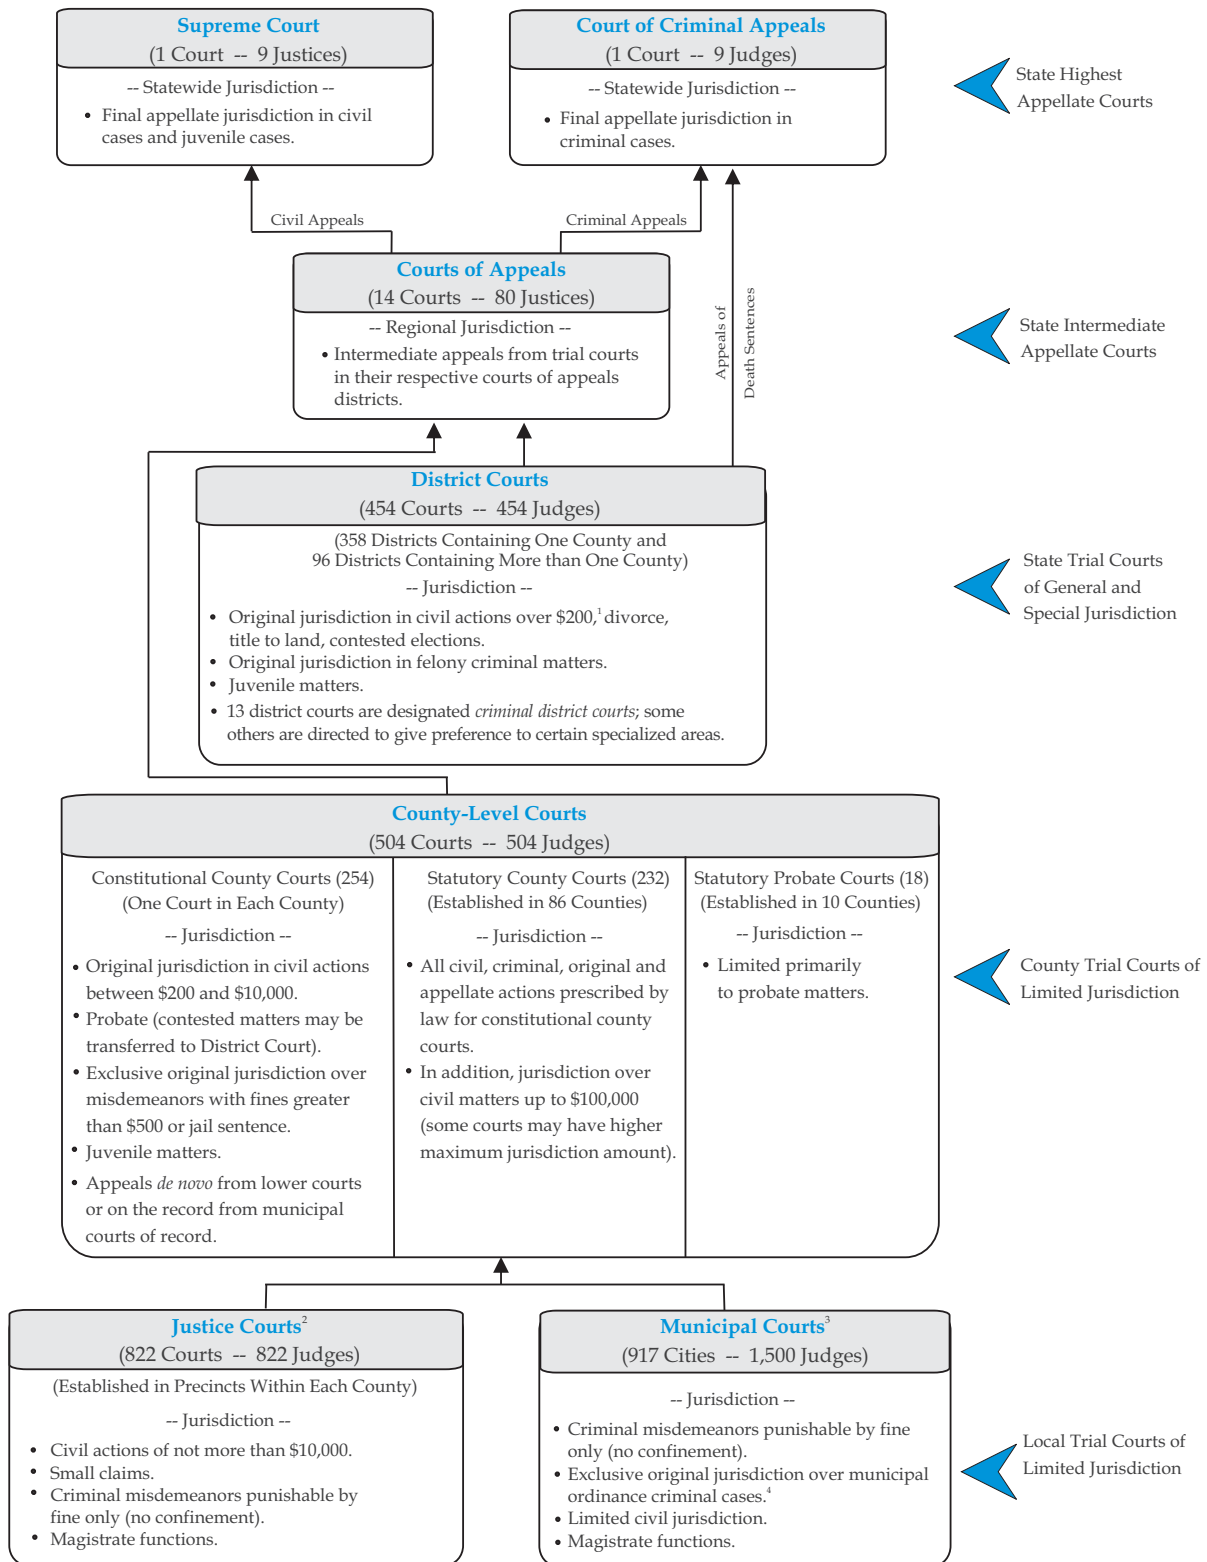 Supreme Court
(1 Court -- 9 Justices)
-- Statewide Jurisdiction --
• Final appellate jurisdiction in civil
cases and juvenile cases.
Court of Criminal Appeals
(1 Court -- 9 Judges)
-- Statewide Jurisdiction --
• Final appellate jurisdiction in
criminal cases.
State Highest
Appellate Courts
Civil Appeals
Criminal Appeals
Courts of Appeals
(14 Courts -- 80 Justices)
-- Regional Jurisdiction --
• Intermediate appeals from trial courts
in their respective courts of appeals
districts.
Appeals of
Death Sentences
State Intermediate
Appellate Courts
District Courts
(454 Courts -- 454 Judges)
(358 Districts Containing One County and
96 Districts Containing More than One County)
-- Jurisdiction --
• Original jurisdiction in civil actions over $200,¹ divorce,
title to land, contested elections.
• Original jurisdiction in felony criminal matters.
• Juvenile matters.
• 13 district courts are designated criminal district courts; some
others are directed to give preference to certain specialized areas.
State Trial Courts
of General and
Special Jurisdiction
County-Level Courts
(504 Courts -- 504 Judges)
Constitutional County Courts (254)
(One Court in Each County)
-- Jurisdiction --
• Original jurisdiction in civil actions
between $200 and $10,000.
• Probate (contested matters may be
transferred to District Court).
• Exclusive original jurisdiction over
misdemeanors with fines greater
than $500 or jail sentence.
• Juvenile matters.
• Appeals de novo from lower courts
or on the record from municipal
courts of record.
Statutory County Courts (232)
(Established in 86 Counties)
-- Jurisdiction --
• All civil, criminal, original and
appellate actions prescribed by
law for constitutional county
courts.
• In addition, jurisdiction over
civil matters up to $100,000
(some courts may have higher
maximum jurisdiction amount).
Statutory Probate Courts (18)
(Established in 10 Counties)
-- Jurisdiction --
• Limited primarily
to probate matters.
County Trial Courts of
Limited Jurisdiction
Justice Courts²
(822 Courts -- 822 Judges)
(Established in Precincts Within Each County)
-- Jurisdiction --
• Civil actions of not more than $10,000.
• Small claims.
• Criminal misdemeanors punishable by
fine only (no confinement).
• Magistrate functions.
Municipal Courts³
(917 Cities -- 1,500 Judges)
-- Jurisdiction --
• Criminal misdemeanors punishable by fine
only (no confinement).
• Exclusive original jurisdiction over municipal
ordinance criminal cases.⁴
• Limited civil jurisdiction.
• Magistrate functions.
Local Trial Courts of
Limited Jurisdiction